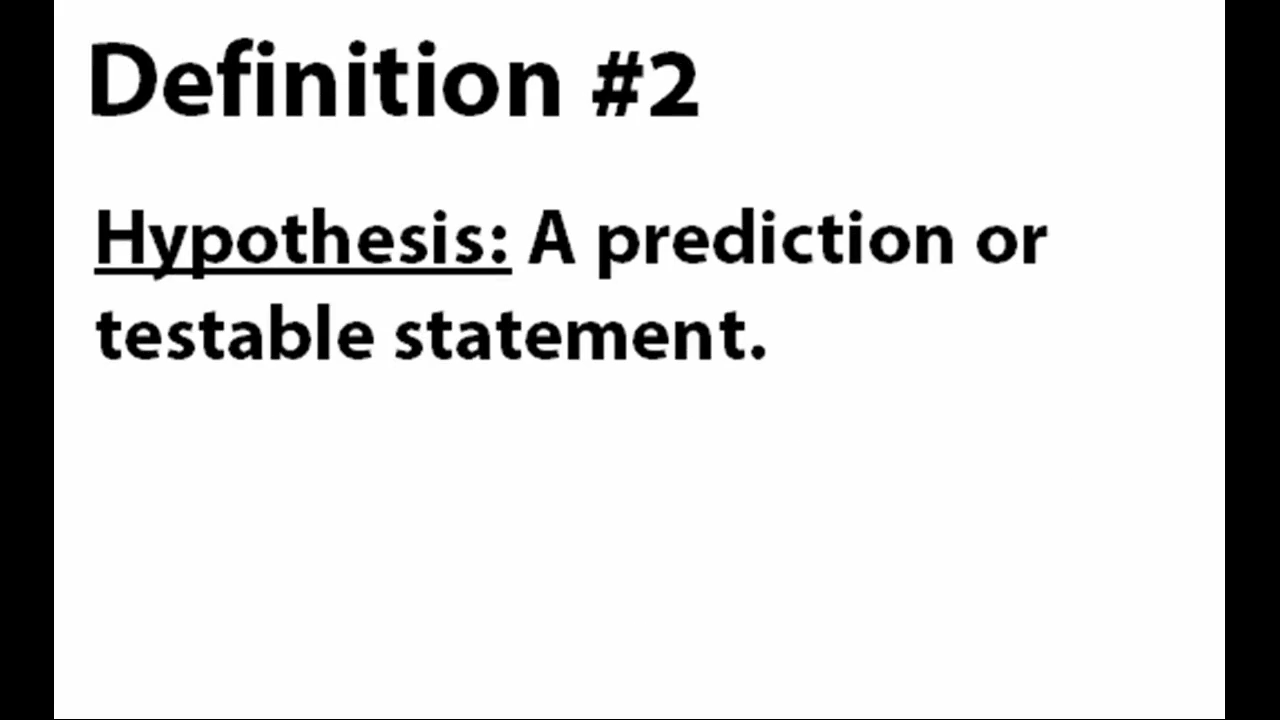 Definition #2
Hypothesis: A prediction or
testable statement.